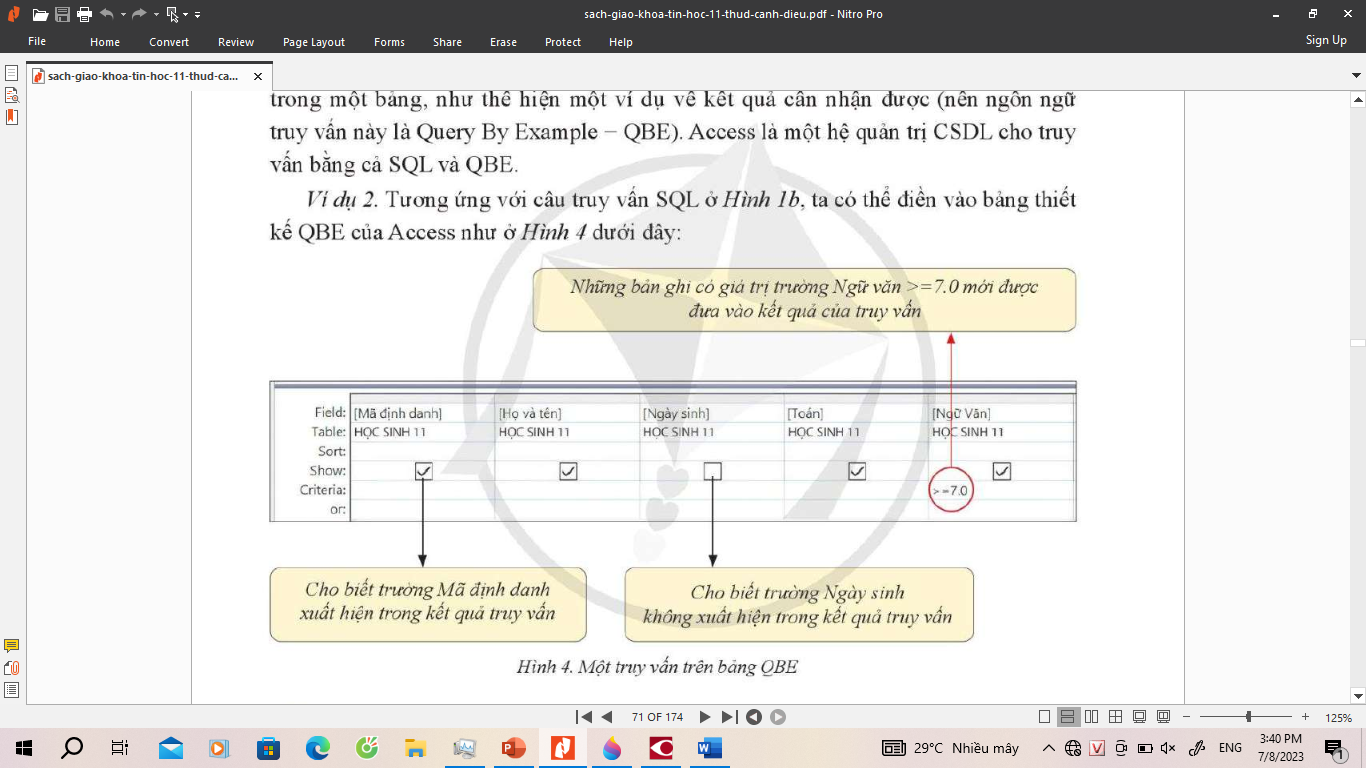 sach-giao-khoa-tin-hoc-11-thud-canh-dieu.pdf - Nitro Pro
File Home Convert Review Page Layout Forms Share Erase Protect Help Sign Up
sach-giao-khoa-tin-hoc-11-thud-ca...
trong một bảng, như thể hiện một ví dụ về kết quả cần nhận được (nên ngôn ngữ
truy vấn này là Query By Example − QBE). Access là một hệ quản trị CSDL cho truy
vấn bằng cả SQL và QBE.
Ví dụ 2. Tương ứng với câu truy vấn SQL ở Hình 1b, ta có thể điền vào bảng thiết
kế QBE của Access như ở Hình 4 dưới đây:
Những bản ghi có giá trị trường Ngữ văn >=7.0 mới được
đưa vào kết quả của truy vấn
Field: [Mã định danh] [Họ và tên] [Ngày sinh] [Toán] [Ngữ Văn]
Table: HỌC SINH 11 HỌC SINH 11 HỌC SINH 11 HỌC SINH 11 HỌC SINH 11
Sort:
Show:
Criteria: >=7.0
or:
Cho biết trường Mã định danh
xuất hiện trong kết quả truy vấn
Cho biết trường Ngày sinh
không xuất hiện trong kết quả truy vấn
Hình 4. Một truy vấn trên bảng QBE
71 OF 174
125%
29°C Nhiều mây
ENG
3:40 PM
7/8/2023
1